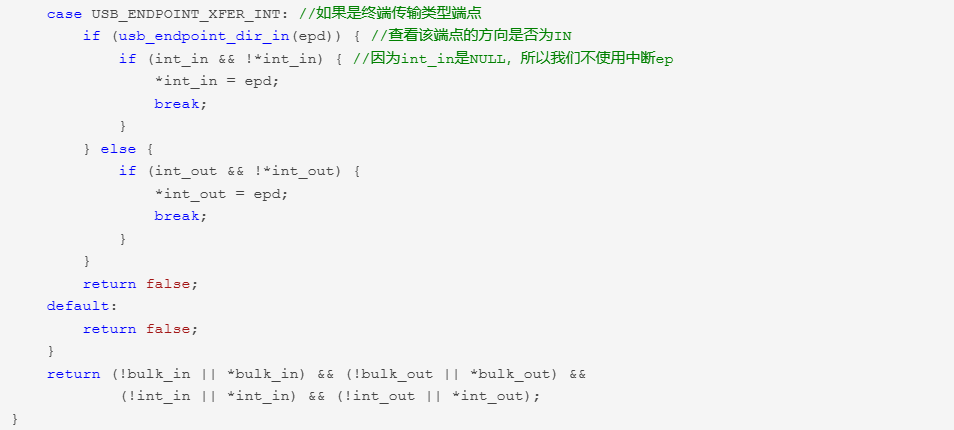 case USB_ENDPOINT_XFER_INT: //如果是终端传输类型端点
if (usb_endpoint_dir_in(epd)) { //查看该端点的方向是否为IN
if (int_in && !*int_in) { //因为int_in是NULL，所以我们不使用中断ep
*int_in = epd;
break;
}
} else {
if (int_out && !*int_out) {
*int_out = epd;
break;
}
}
return false;
default:
return false;
}
return (!bulk_in || *bulk_in) && (!bulk_out || *bulk_out) &&
(!int_in || *int_in) && (!int_out || *int_out);
}